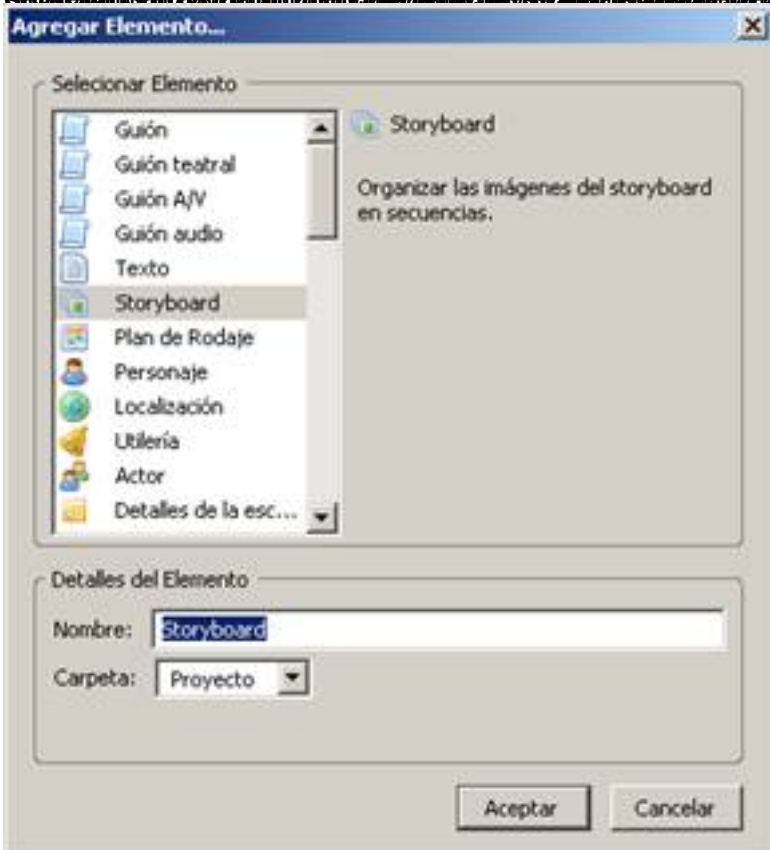 Agregar Elemento...
Selecionar Elemento
Guión
Guión teatral
Guión A/V
Guión audio
Texto
Storyboard
Plan de Rodaje
Personaje
Localización
Utilería
Actor
Detalles de la esc...
Storyboard
Organizar las imágenes del storyboard
en secuencias.
Detalles del Elemento
Nombre: Storyboard
Carpeta: Proyecto
Aceptar Cancelar